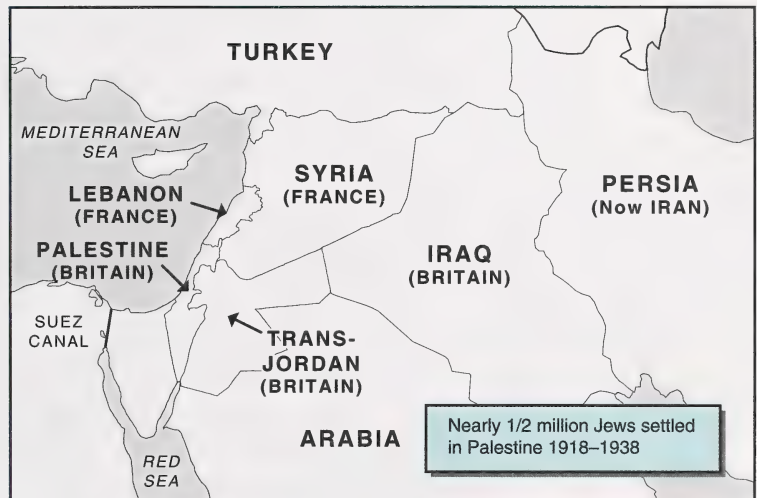 TURKEY
MEDITERRANEAN
SEA
SYRIA
(FRANCE)
LEBANON
(FRANCE)
PERSIA
(Now IRAN)
PALESTINE
(BRITAIN)
IRAQ
(BRITAIN)
SUEZ
CANAL
TRANS-
JORDAN
(BRITAIN)
ARABIA
Nearly 1/2 million Jews settled
in Palestine 1918–1938
RED
SEA